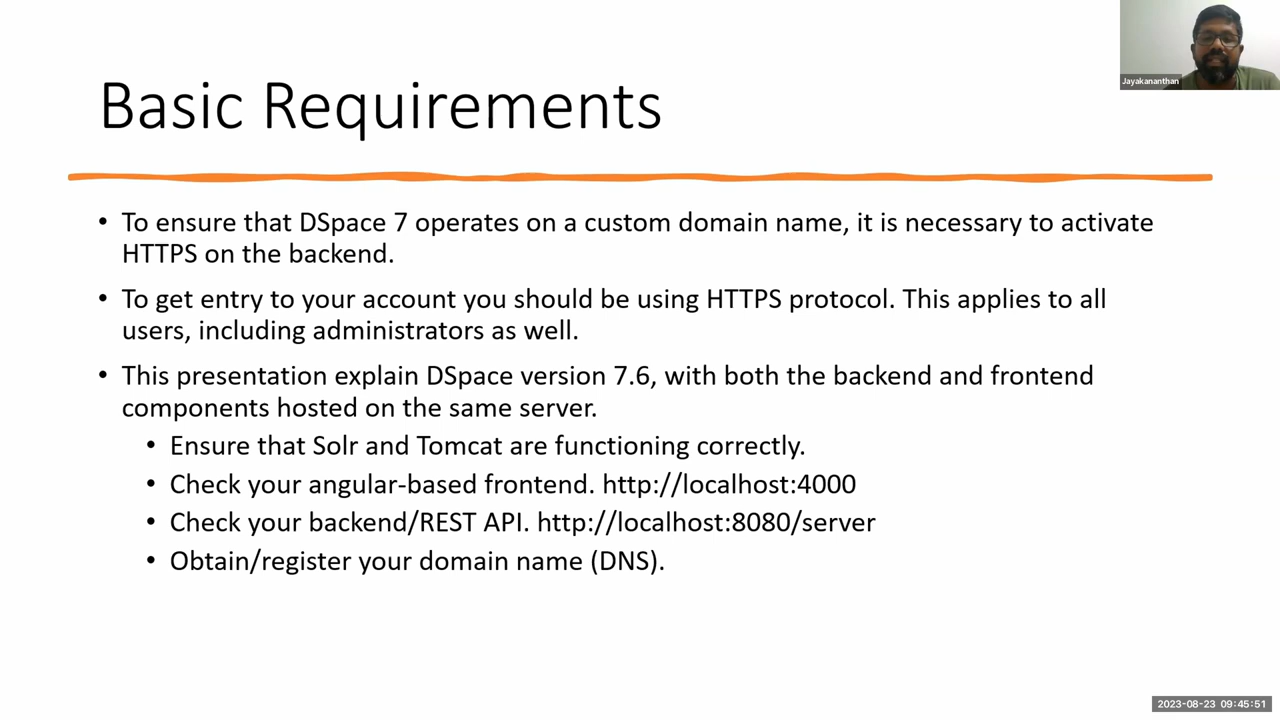 Jayakananthan
Basic Requirements
• To ensure that DSpace 7 operates on a custom domain name, it is necessary to activate
HTTPS on the backend.
• To get entry to your account you should be using HTTPS protocol. This applies to all
users, including administrators as well.
• This presentation explain DSpace version 7.6, with both the backend and frontend
components hosted on the same server.
• Ensure that Solr and Tomcat are functioning correctly.
• Check your angular-based frontend. http://localhost:4000
• Check your backend/REST API. http://localhost:8080/server
• Obtain/register your domain name (DNS).
2023-08-23 09:45:51